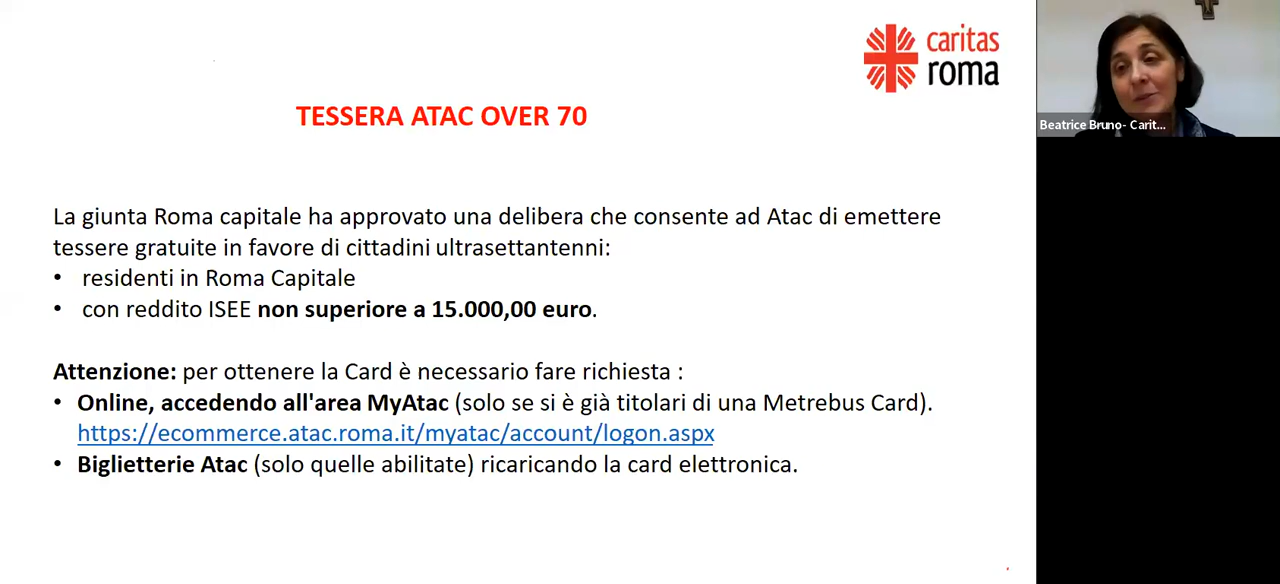 caritas
roma
TESSERA ATAC OVER 70
La giunta Roma capitale ha approvato una delibera che consente ad Atac di emettere
tessere gratuite in favore di cittadini ultrasettantenni:
• residenti in Roma Capitale
• con reddito ISEE non superiore a 15.000,00 euro.
Attenzione: per ottenere la Card è necessario fare richiesta :
• Online, accedendo all'area MyAtac (solo se si è già titolari di una Metrebus Card).
https://ecommerce.atac.roma.it/myatac/account/logon.aspx
• Biglietterie Atac (solo quelle abilitate) ricaricando la card elettronica.
Beatrice Bruno- Carit...